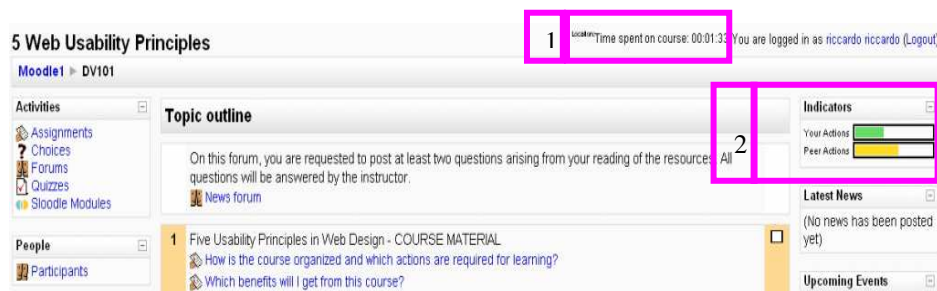 5 Web Usability Principles
1
Time spent on course: 00:01:33 You are logged in as riccardo riccardo (Logout)
Moodle1 ► DV101
Activities
Assignments
Choices
Forums
Quizzes
Sloodle Modules
People
Participants
Topic outline
On this forum, you are requested to post at least two questions arising from your reading of the resources. All
questions will be answered by the instructor.
News forum
1 Five Usability Principles in Web Design - COURSE MATERIAL
How is the course organized and which actions are required for learning?
Which benefits will I get from this course?
2
Indicators
Your Actions
Peer Actions
Latest News
(No news has been posted
yet)
Upcoming Events